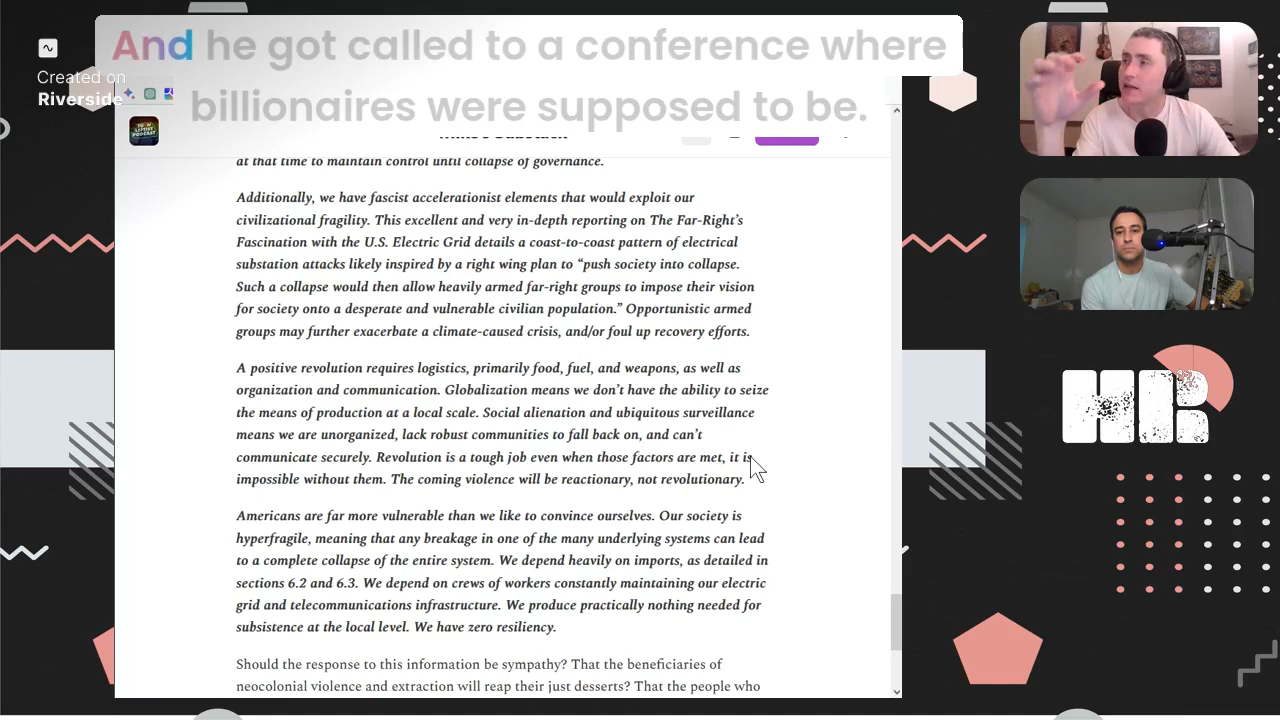 And he got called to a conference where
billionaires were supposed to be.
Created on
Riverside
at that time to maintain control until collapse of governance.
Additionally, we have fascist accelerationist elements that would exploit our
civilizational fragility. This excellent and very in-depth reporting on The Far-Right's
Fascination with the U.S. Electric Grid details a coast-to-coast pattern of electrical
substation attacks likely inspired by a right wing plan to “push society into collapse.
Such a collapse would then allow heavily armed far-right groups to impose their vision
for society onto a desperate and vulnerable civilian population.” Opportunistic armed
groups may further exacerbate a climate-caused crisis, and/or foul up recovery efforts.
A positive revolution requires logistics, primarily food, fuel, and weapons, as well as
organization and communication. Globalization means we don't have the ability to seize
the means of production at a local scale. Social alienation and ubiquitous surveillance
means we are unorganized, lack robust communities to fall back on, and can't
communicate securely. Revolution is a tough job even when those factors are met, it is
impossible without them. The coming violence will be reactionary, not revolutionary.
Americans are far more vulnerable than we like to convince ourselves. Our society is
hyperfragile, meaning that any breakage in one of the many underlying systems can lead
to a complete collapse of the entire system. We depend heavily on imports, as detailed in
sections 6.2 and 6.3. We depend on crews of workers constantly maintaining our electric
grid and telecommunications infrastructure. We produce practically nothing needed for
subsistence at the local level. We have zero resiliency.
Should the response to this information be sympathy? That the beneficiaries of
neocolonial violence and extraction will reap their just desserts? That the people who
HR